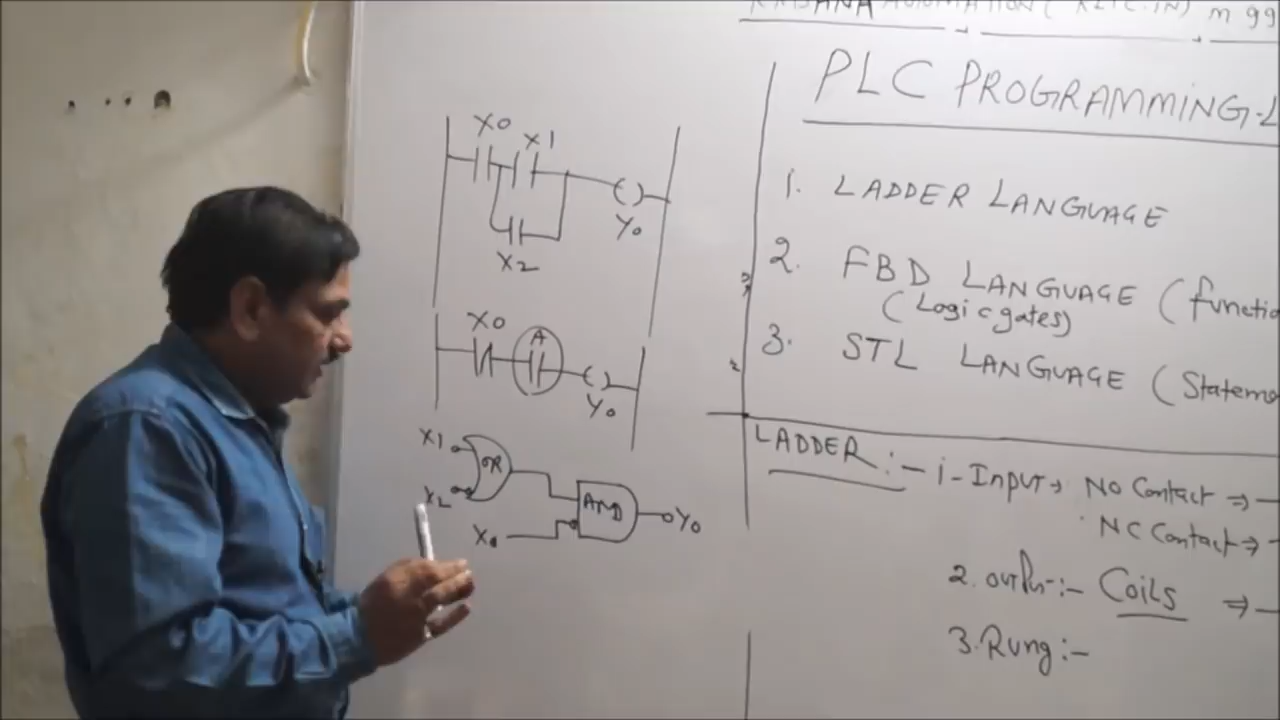 AUTOMATION
m 99
PLC PROGRAMMING-L
1. LADDER LANGUAGE
2. FBD LANGUAGE (functio
(Logic gates)
3. STL LANGUAGE (Stateme
LADDER:- 1-Input→ NO Contact ⇒
NC Contact ⇒
2. :- Coils ⇒
3.Rung:-
X0
X1
Y0
X2
X0
A
Y0
X1
OR
X2
AND
Y0
X0